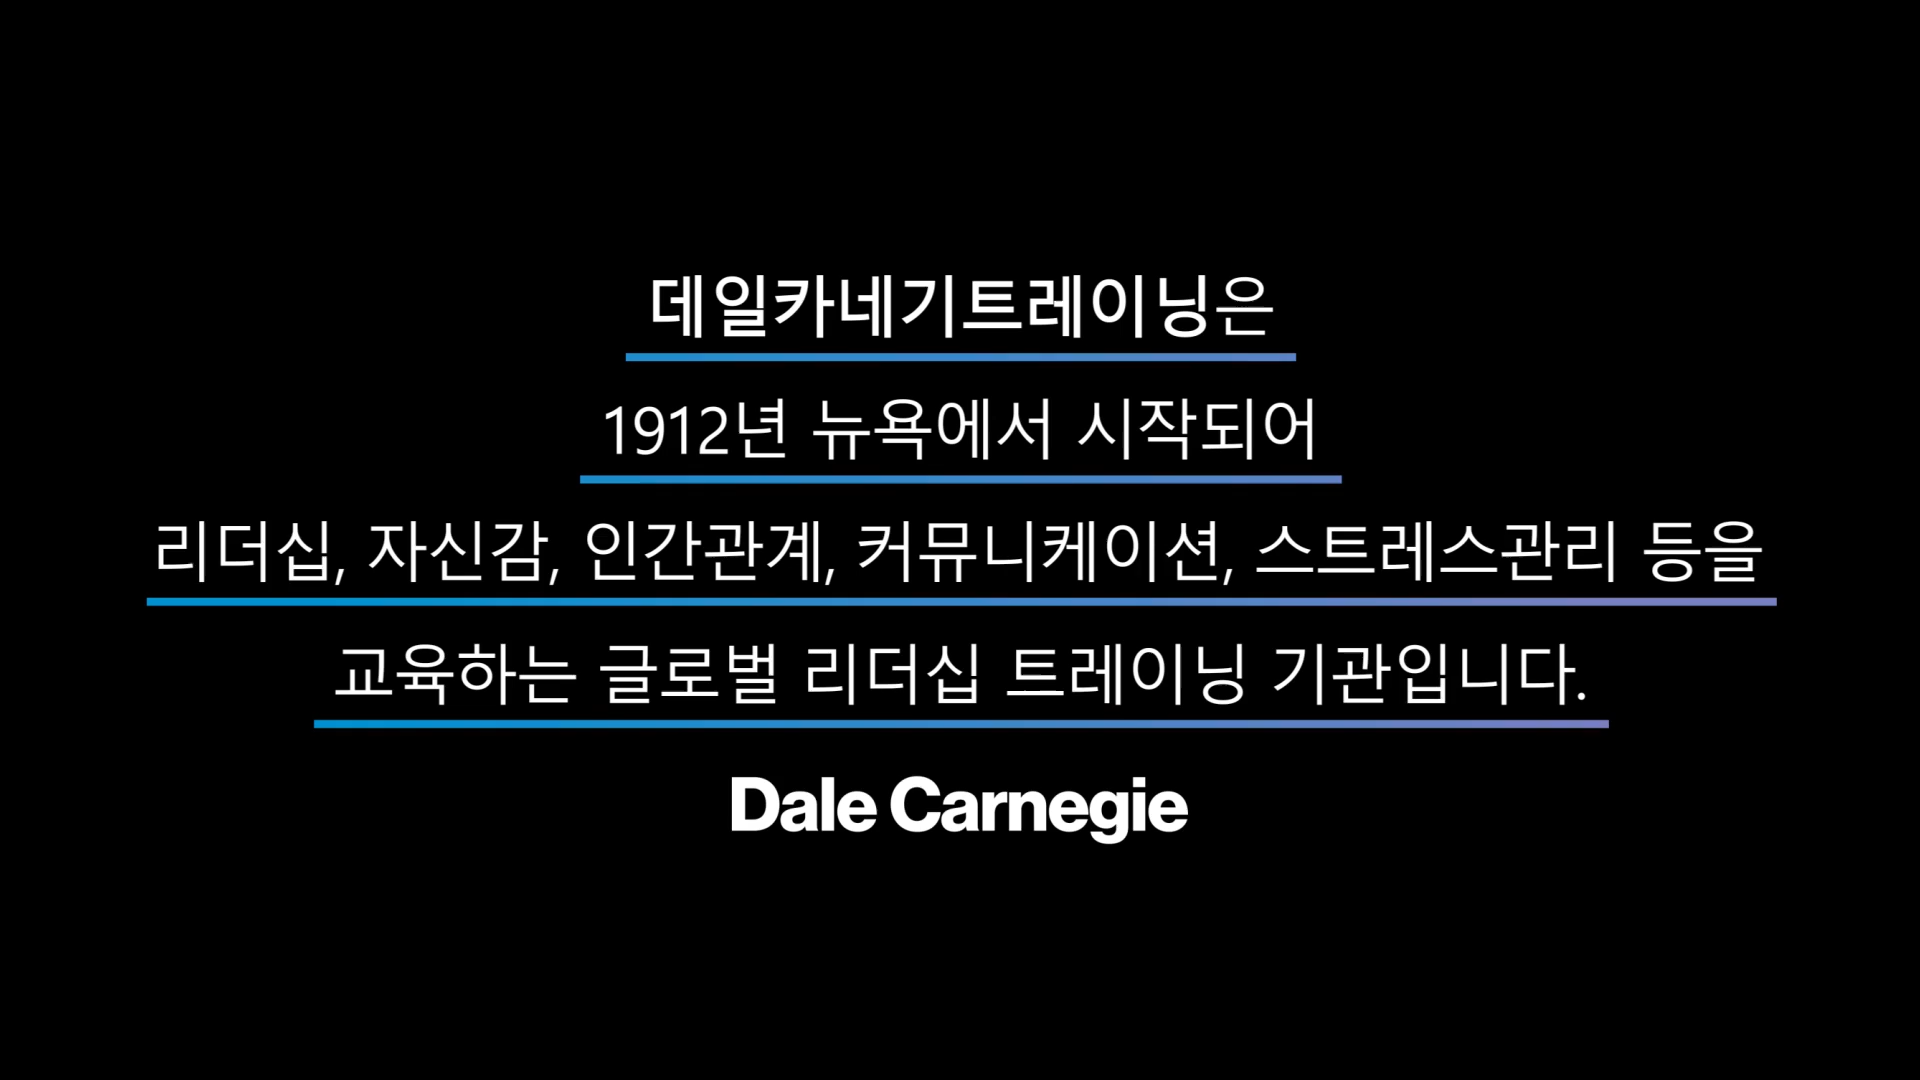 데일카네기트레이닝은
1912년 뉴욕에서 시작되어
리더십, 자신감, 인간관계, 커뮤니케이션, 스트레스관리 등을
교육하는 글로벌 리더십 트레이닝 기관입니다.
Dale Carnegie